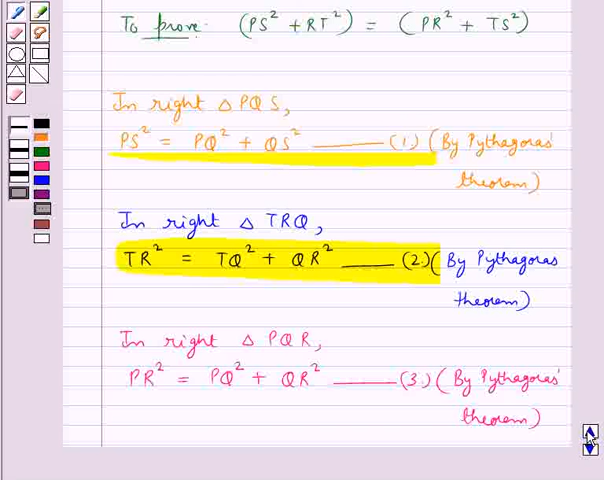 To prove. (PS² + RT²) = (PR² + TS²)
In right △ PQS,
PS² = PQ² + QS² —— (1) (By Pythagoras'
theorem)
In right △ TRQ,
TR² = TQ² + QR² —— (2.) (By Pythagoras
theorem)
In right △ PQR,
PR² = PQ² + QR² —— (3.) (By Pythagoras'
theorem)